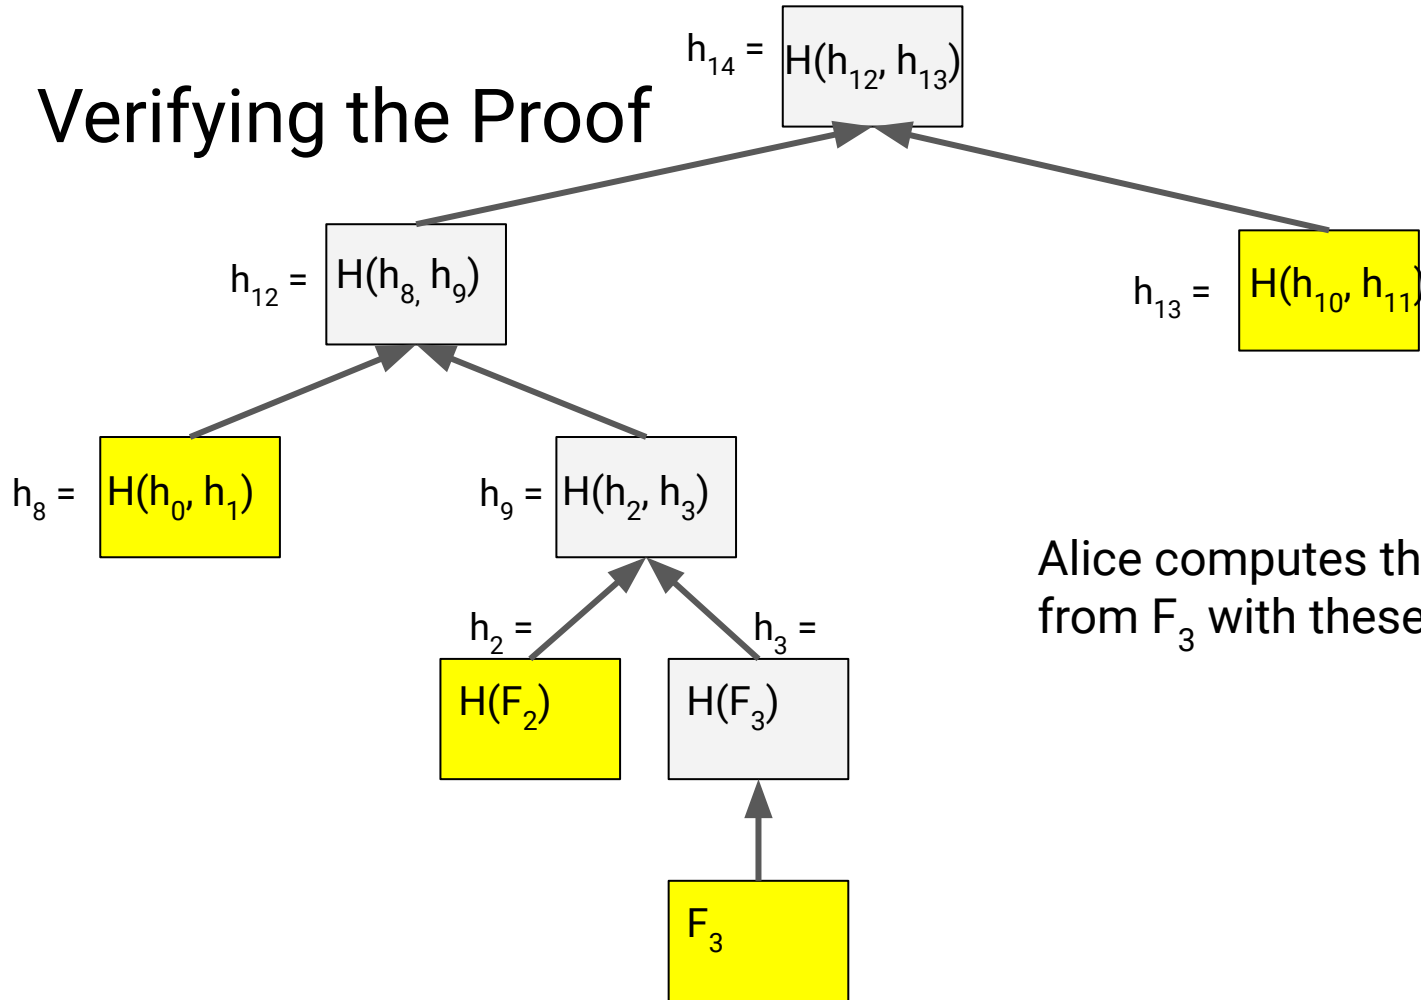 h₁₄ = H(h₁₂, h₁₃)
Verifying the Proof
h₁₂ = H(h₈, h₉)
h₁₃ = H(h₁₀, h₁₁)
h₈ = H(h₀, h₁)
h₉ = H(h₂, h₃)
Alice computes
from F₃ with these
h₂ =
h₃ =
H(F₂)
H(F₃)
F₃